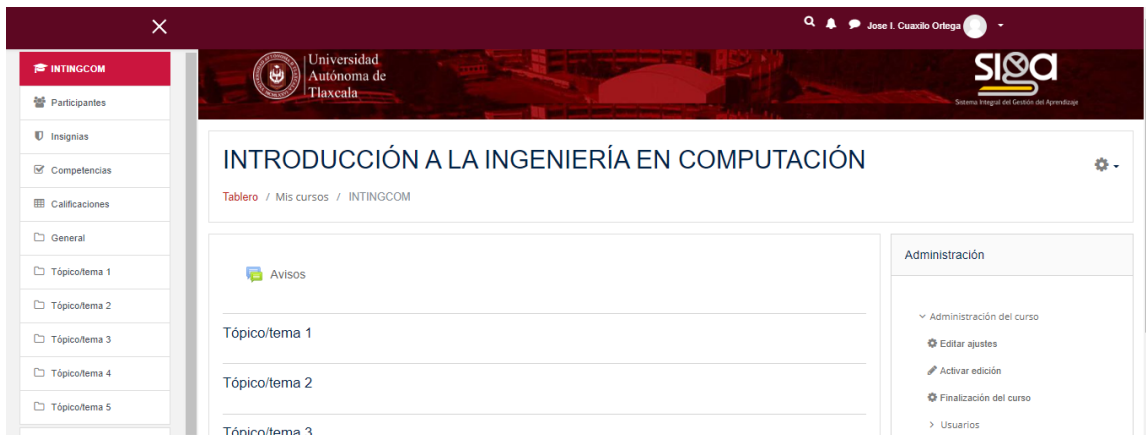 Jose I. Cuaxilo Ortega
INTINGCOM
Participantes
Insignias
Competencias
Calificaciones
General
Tópico/tema 1
Tópico/tema 2
Tópico/tema 3
Tópico/tema 4
Tópico/tema 5
Universidad
Autónoma de
Tlaxcala
SIGA
Sistema Integral del Gestión del Aprendizaje
INTRODUCCIÓN A LA INGENIERÍA EN COMPUTACIÓN
Tablero / Mis cursos / INTINGCOM
Avisos
Tópico/tema 1
Tópico/tema 2
Tópico/tema 3
Administración
Administración del curso
Editar ajustes
Activar edición
Finalización del curso
Usuarios